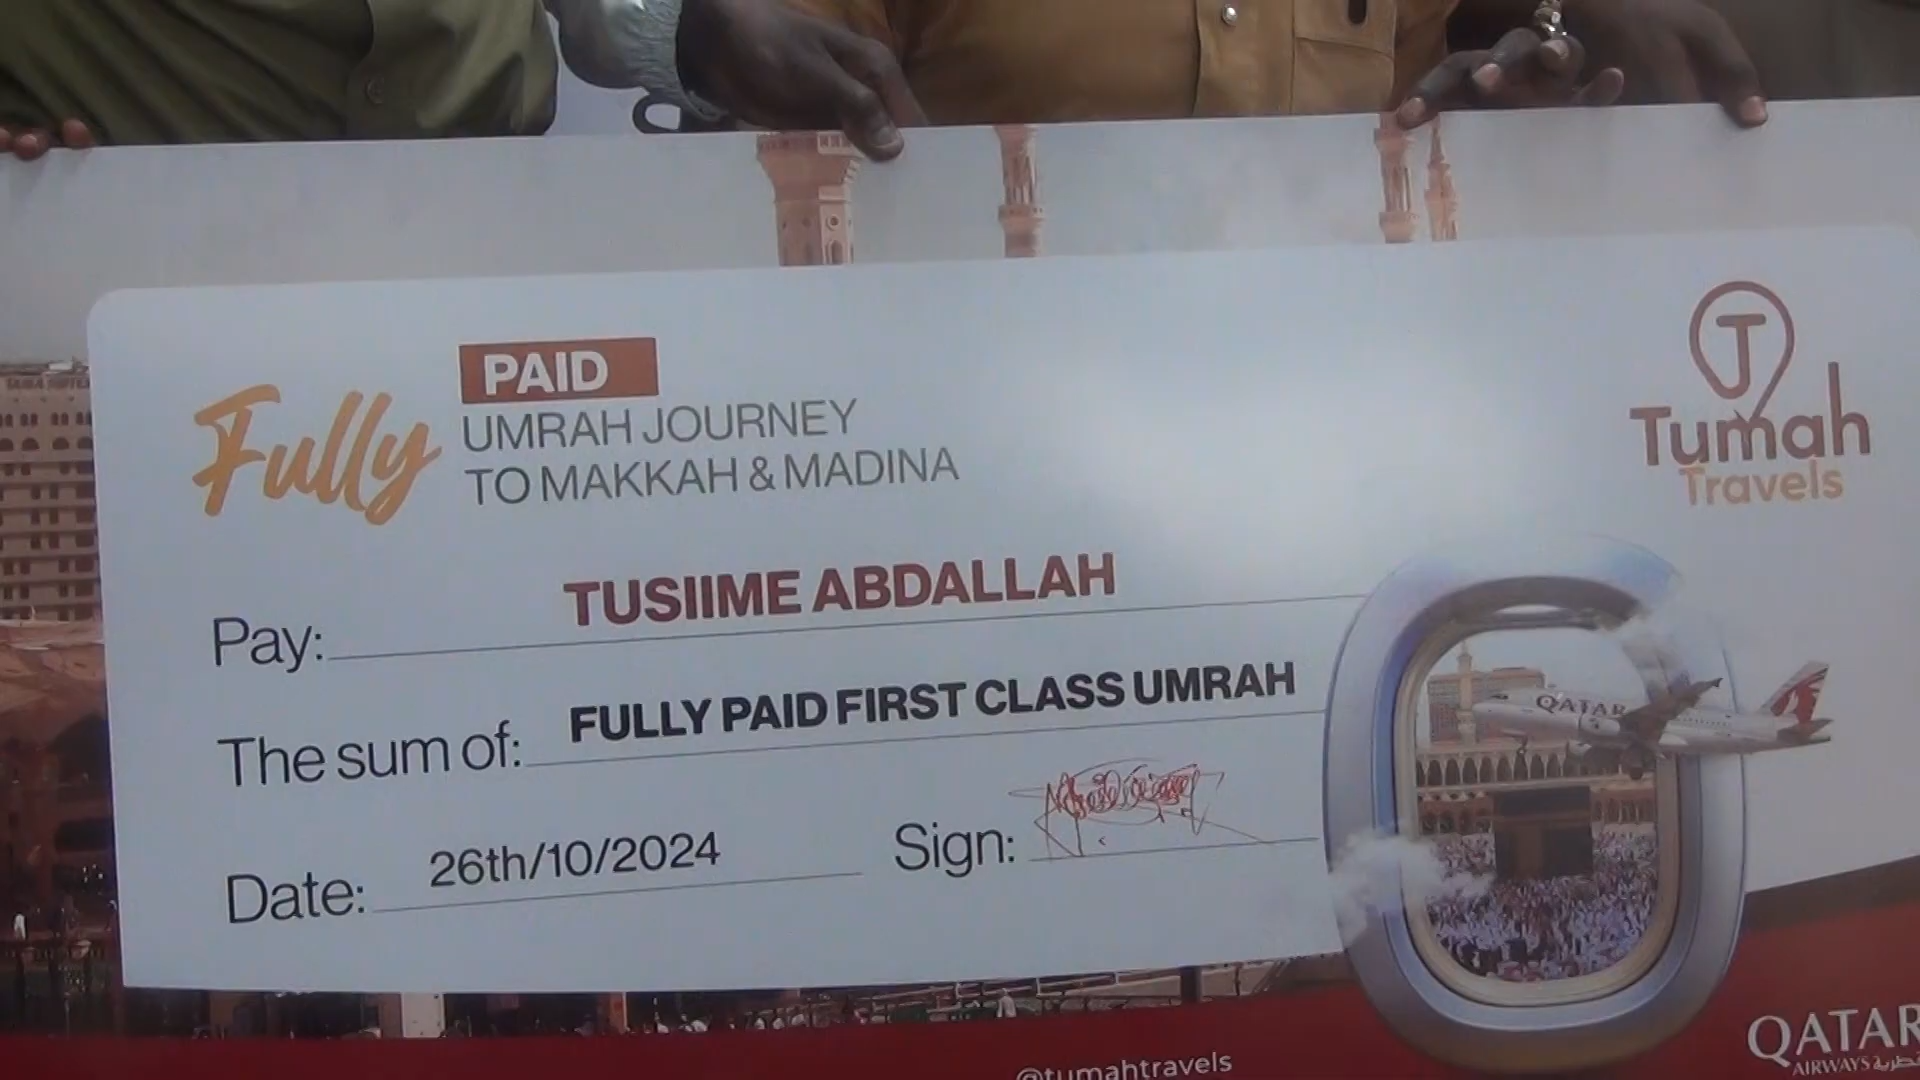 Fully PAID
UMRAH JOURNEY
TO MAKKAH & MADINA
Tumah
Travels
Pay: TUSIIME ABDALLAH
The sum of: FULLY PAID FIRST CLASS UMRAH
Date: 26th/10/2024 Sign:
QATAR
@tumahtravels
QATAR
AIRWAYS القطرية